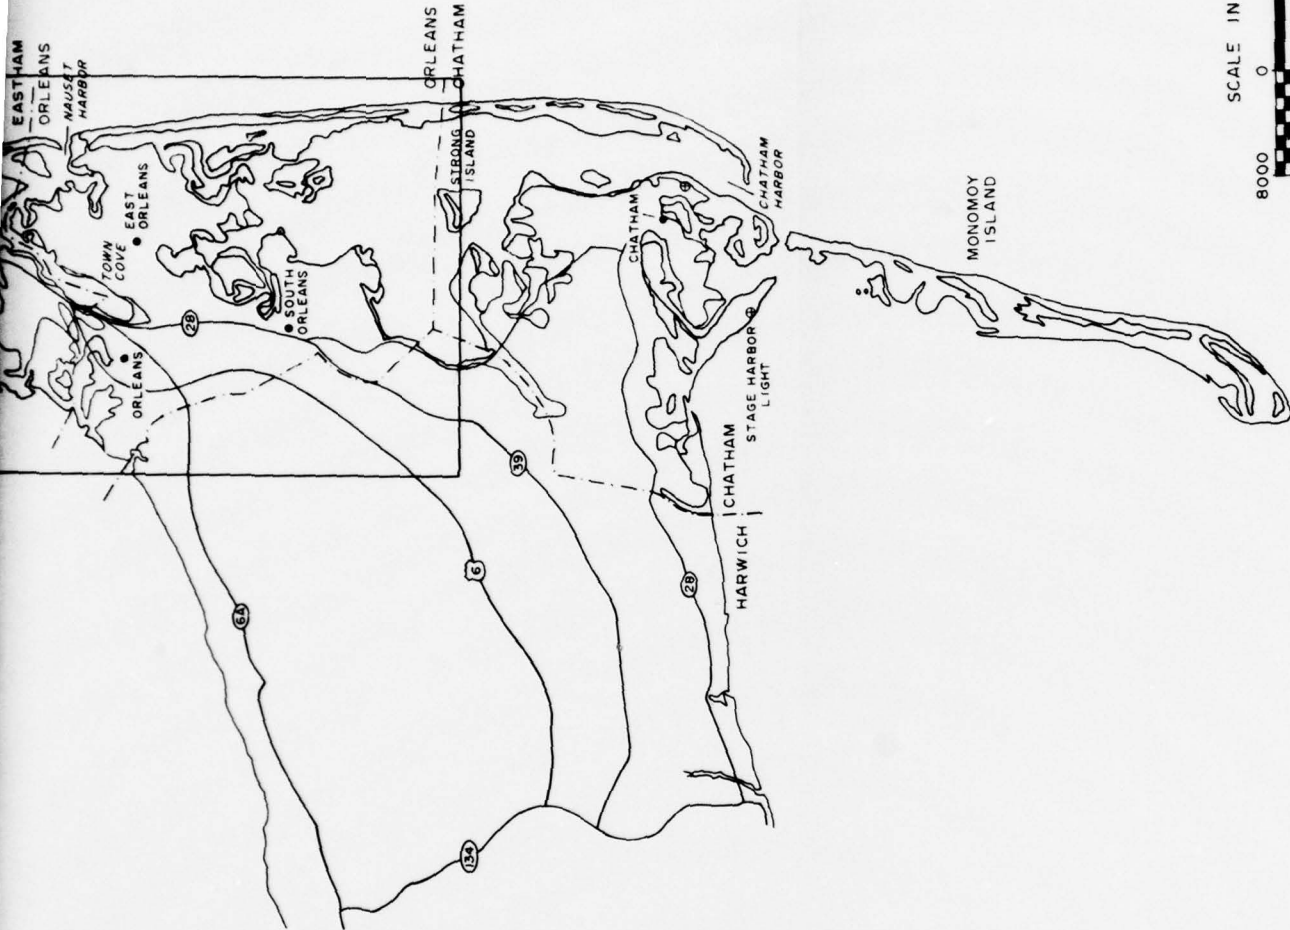 EASTHAM
ORLEANS
NAUSET
HARBOR
ORLEANS
CHATHAM
SCALE IN
0
8000
EAST
ORLEANS
TOWN
COVE
STRONG
ISLAND
CHATHAM
CHATHAM
HARBOR
MONOMOY
ISLAND
SOUTH
ORLEANS
28
ORLEANS
STAGE HARBOR
LIGHT
39
CHATHAM
HARWICH
6
28
6A
134